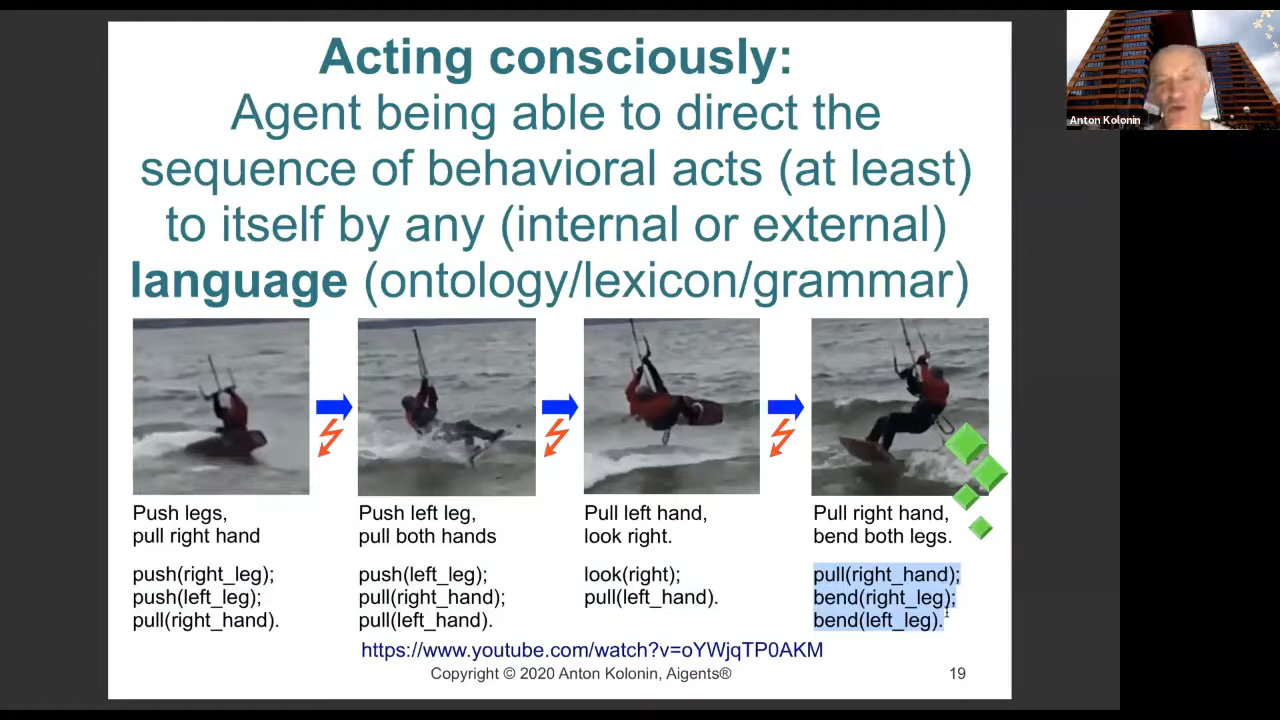 Acting consciously:
Agent being able to direct the
sequence of behavioral acts (at least)
to itself by any (internal or external)
language (ontology/lexicon/grammar)
Push legs,
pull right hand
push(right_leg);
push(left_leg);
pull(right_hand).
Push left leg,
pull both hands
push(left_leg);
pull(right_hand);
pull(left_hand).
Pull left hand,
look right.
look(right);
pull(left_hand).
Pull right hand,
bend both legs.
pull(right_hand);
bend(right_leg);
bend(left_leg).
https://www.youtube.com/watch?v=oYWjqTP0AKM
Copyright © 2020 Anton Kolonin, Aigents®
19
Anton Kolonin